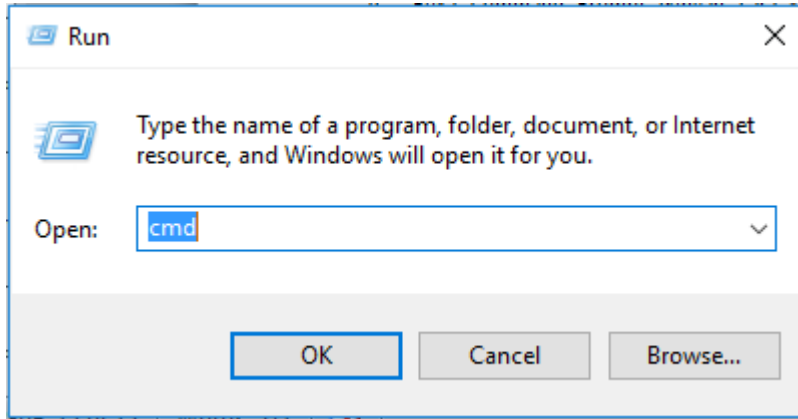 Run
Type the name of a program, folder, document, or Internet
resource, and Windows will open it for you.
Open:
cmd
OK
Cancel
Browse...